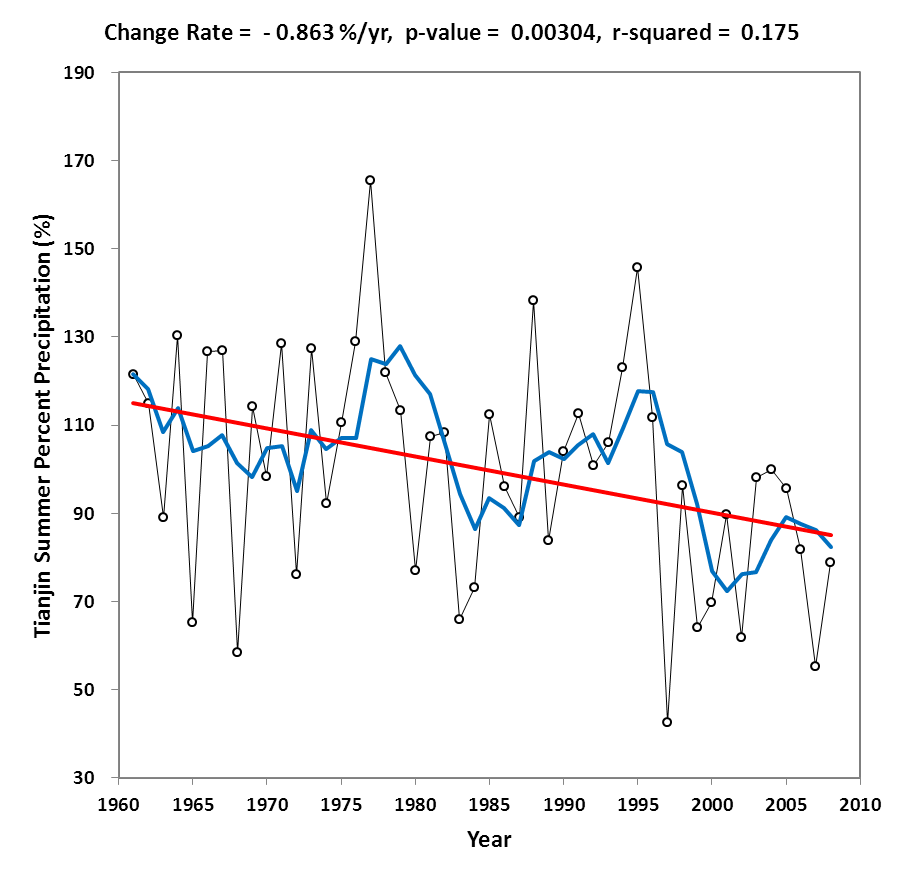 Change Rate = - 0.863 %/yr, p-value = 0.00304, r-squared = 0.175
190
170
150
130
110
90
70
50
30
Tianjin Summer Percent Precipitation (%)
1960 1965 1970 1975 1980 1985 1990 1995 2000 2005 2010
Year